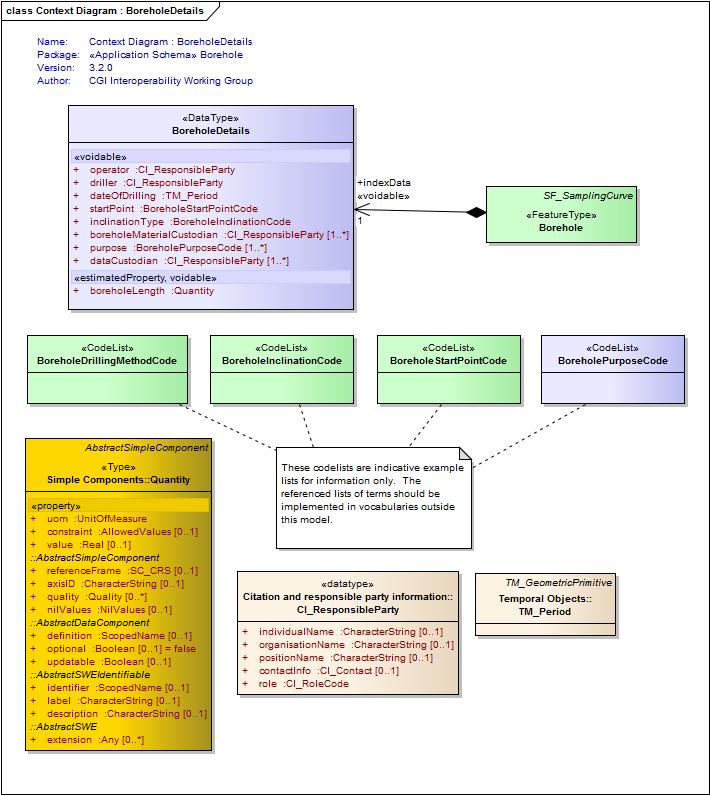 class Context Diagram : BoreholeDetails
Name: Context Diagram : BoreholeDetails
Package: «Application Schema» Borehole
Version: 3.2.0
Author: CGI Interoperability Working Group
«DataType»
BoreholeDetails
«voidable»
+ operator :CI_ResponsibleParty
+ driller :CI_ResponsibleParty
+ dateOfDrilling :TM_Period
+ startPoint :BoreholeStartPointCode
+ inclinationType :BoreholeInclinationCode
+ boreholeMaterialCustodian :CI_ResponsibleParty [1..*]
+ purpose :BoreholePurposeCode [1..*]
+ dataCustodian :CI_ResponsibleParty [1..*]
«estimatedProperty, voidable»
+ boreholeLength :Quantity
+indexData
«voidable»
1
SF_SamplingCurve
«FeatureType»
Borehole
«CodeList»
BoreholeDrillingMethodCode
«CodeList»
BoreholeInclinationCode
«CodeList»
BoreholeStartPointCode
«CodeList»
BoreholePurposeCode
AbstractSimpleComponent
«Type»
Simple Components::Quantity
«property»
+ uom :UnitOfMeasure
+ constraint :AllowedValues [0..1]
+ value :Real [0..1]
::AbstractSimpleComponent
+ referenceFrame :SC_CRS [0..1]
+ axisID :CharacterString [0..1]
+ quality :Quality [0..*]
+ nilValues :NilValues [0..1]
::AbstractDataComponent
+ definition :ScopedName [0..1]
+ optional :Boolean [0..1] = false
+ updatable :Boolean [0..1]
::AbstractSWEIdentifiable
+ identifier :ScopedName [0..1]
+ label :CharacterString [0..1]
+ description :CharacterString [0..1]
::AbstractSWE
+ extension :Any [0..*]
These codelists are indicative example
lists for information only. The
referenced lists of terms should be
implemented in vocabularies outside
this model.
«datatype»
Citation and responsible party information::
CI_ResponsibleParty
+ individualName :CharacterString [0..1]
+ organisationName :CharacterString [0..1]
+ positionName :CharacterString [0..1]
+ contactInfo :CI_Contact [0..1]
+ role :CI_RoleCode
TM_GeometricPrimitive
Temporal Objects::
TM_Period